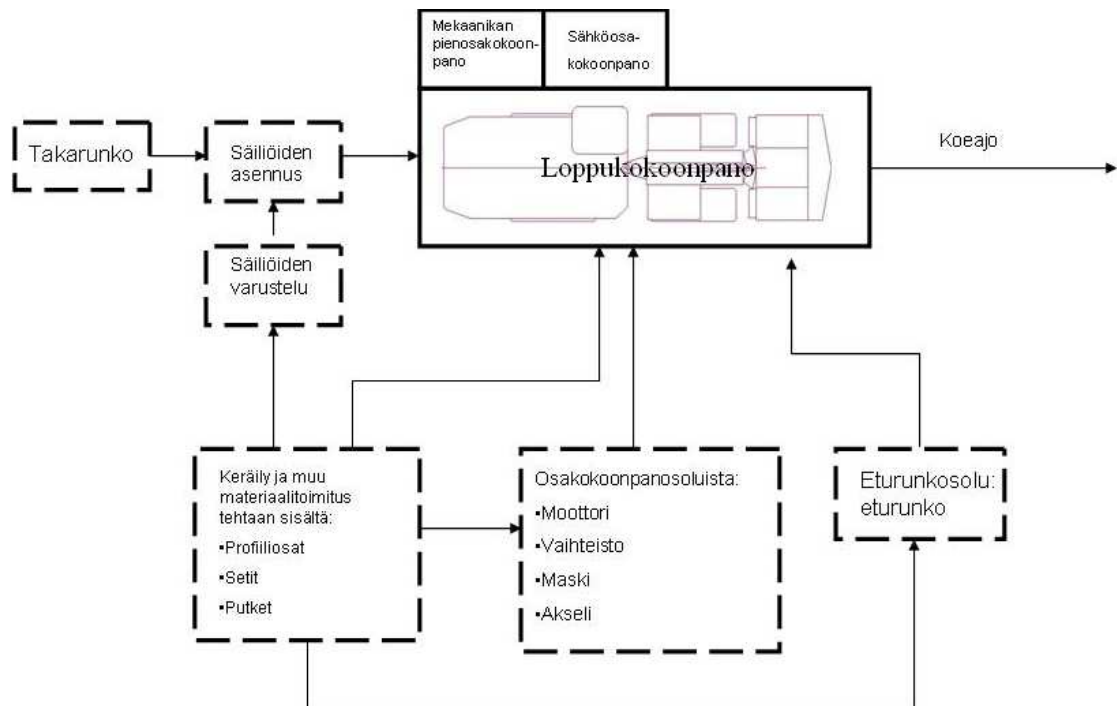 Mekaanikan
pienosakokoon-
pano
Sähköosa-
kokoonpano
Takarunko
Säiliöiden
asennus
Loppukokoonpano
Koeajo
Säiliöiden
varustelu
Keräily ja muu
materiaalitoimitus
tehtaan sisältä:
▪Profiiliosat
▪Setit
▪Putket
Osakokoonpanosoluista:
▪Moottori
▪Vaihteisto
▪Maski
▪Akseli
Eturunkosolu:
eturunko